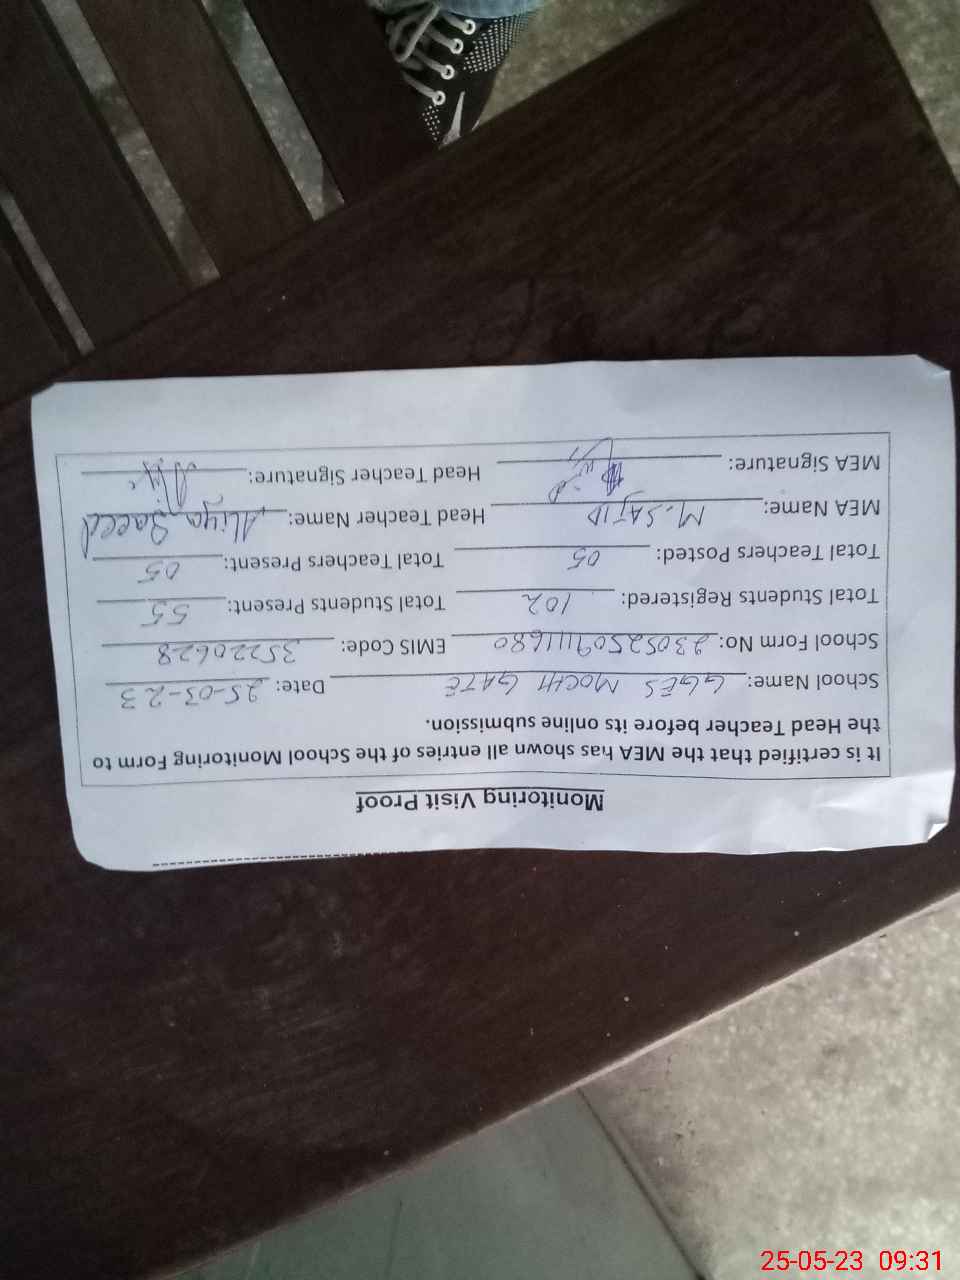 Monitoring Visit Proof
It is certified that the MEA has shown all entries of the School Monitoring Form to
the Head Teacher before its online submission.
School Name: GGES MOCHI GATE Date: 25-05-23
School Form No: 23052509111680 EMIS Code: 35220628
Total Students Registered: 102 Total Students Present: 55
Total Teachers Posted: 05 Total Teachers Present: 05
MEA Name: M. SAJID Head Teacher Name: Aliya Saeed
MEA Signature: Head Teacher Signature:
25-05-23 09:31